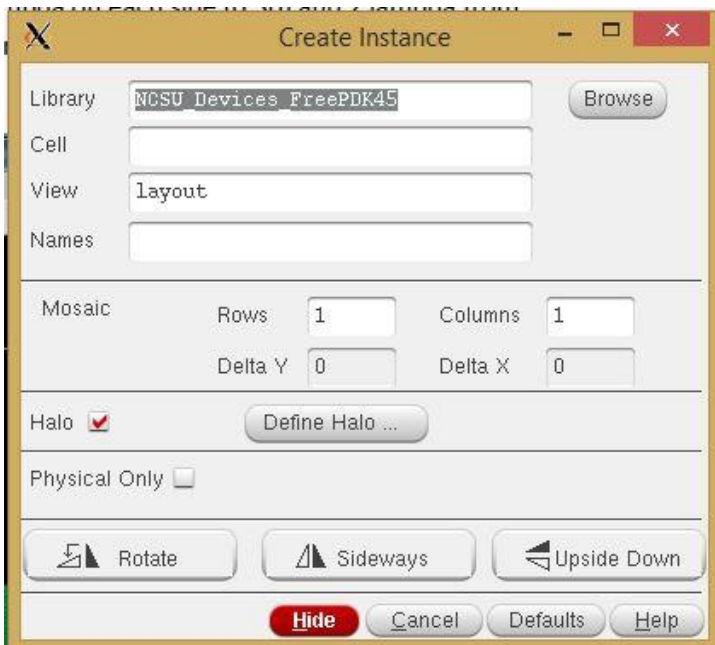 Create Instance
Library NCSU_Devices_FreePDK45 Browse
Cell
View layout
Names
Mosaic Rows 1 Columns 1
Delta Y 0 Delta X 0
Halo Define Halo ...
Physical Only
Rotate Sideways Upside Down
Hide Cancel Defaults Help